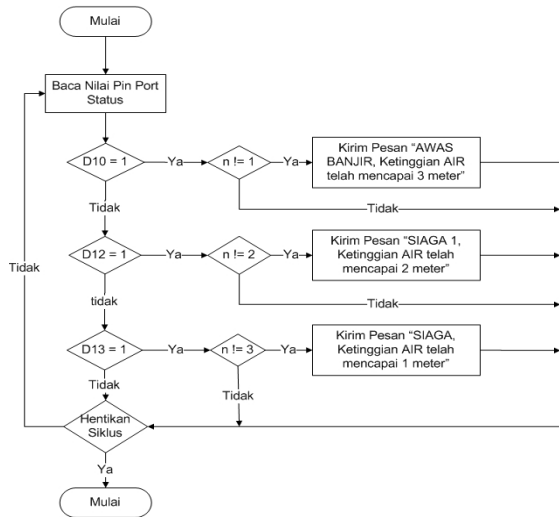 Mulai
Baca Nilai Pin Port
Status
D10 = 1
Ya
n != 1
Ya
Kirim Pesan “AWAS
BANJIR, Ketinggian AIR
telah mencapai 3 meter”
Tidak
Tidak
Tidak
D12 = 1
Ya
n != 2
Ya
Kirim Pesan “SIAGA 1,
Ketinggian AIR telah
mencapai 2 meter”
Tidak
tidak
D13 = 1
Ya
n != 3
Ya
Kirim Pesan “SIAGA,
Ketinggian AIR telah
mencapai 1 meter”
Tidak
Tidak
Hentikan
Siklus
Ya
Mulai